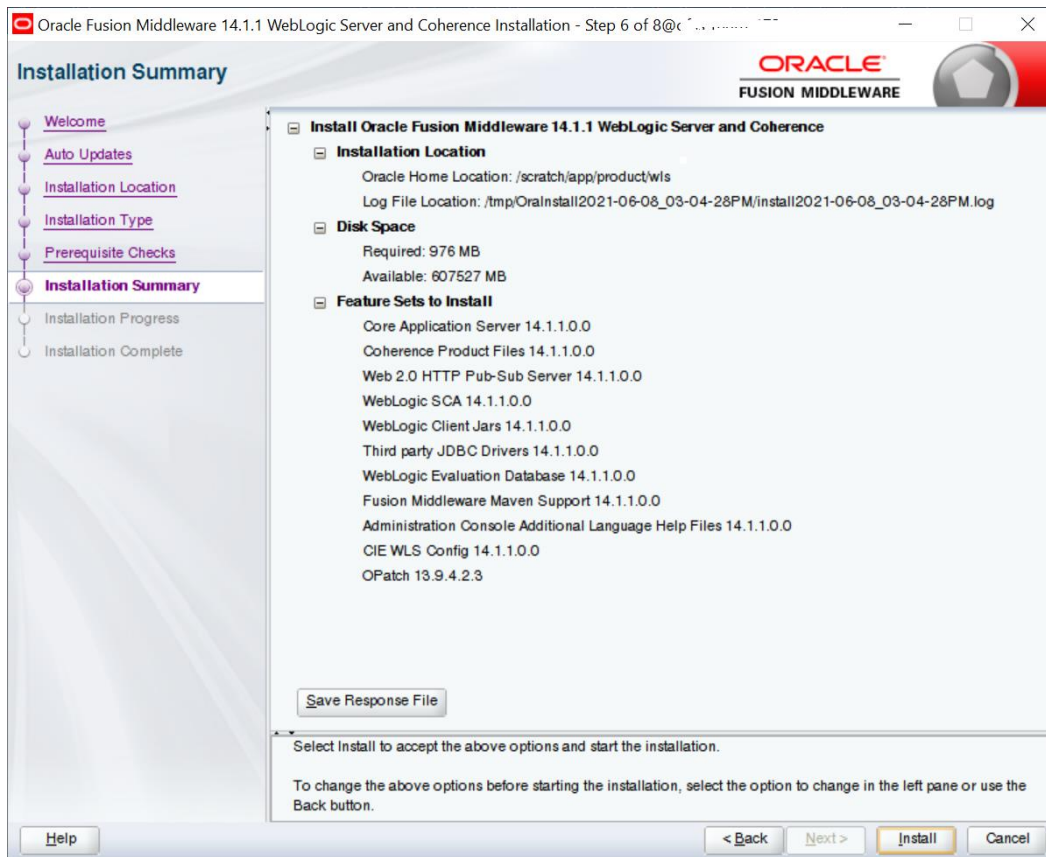 Oracle Fusion Middleware 14.1.1 WebLogic Server and Coherence Installation - Step 6 of 8@
Installation Summary
ORACLE
FUSION MIDDLEWARE
Welcome
Auto Updates
Installation Location
Installation Type
Prerequisite Checks
Installation Summary
Installation Progress
Installation Complete
Install Oracle Fusion Middleware 14.1.1 WebLogic Server and Coherence
Installation Location
Oracle Home Location: /scratch/app/product/wls
Log File Location: /tmp/OraInstall2021-06-08_03-04-28PM/install2021-06-08_03-04-28PM.log
Disk Space
Required: 976 MB
Available: 607527 MB
Feature Sets to Install
Core Application Server 14.1.1.0.0
Coherence Product Files 14.1.1.0.0
Web 2.0 HTTP Pub-Sub Server 14.1.1.0.0
WebLogic SCA 14.1.1.0.0
WebLogic Client Jars 14.1.1.0.0
Third party JDBC Drivers 14.1.1.0.0
WebLogic Evaluation Database 14.1.1.0.0
Fusion Middleware Maven Support 14.1.1.0.0
Administration Console Additional Language Help Files 14.1.1.0.0
CIE WLS Config 14.1.1.0.0
OPatch 13.9.4.2.3
Save Response File
Select Install to accept the above options and start the installation.
To change the above options before starting the installation, select the option to change in the left pane or use the
Back button.
Help
< Back
Next >
Install
Cancel